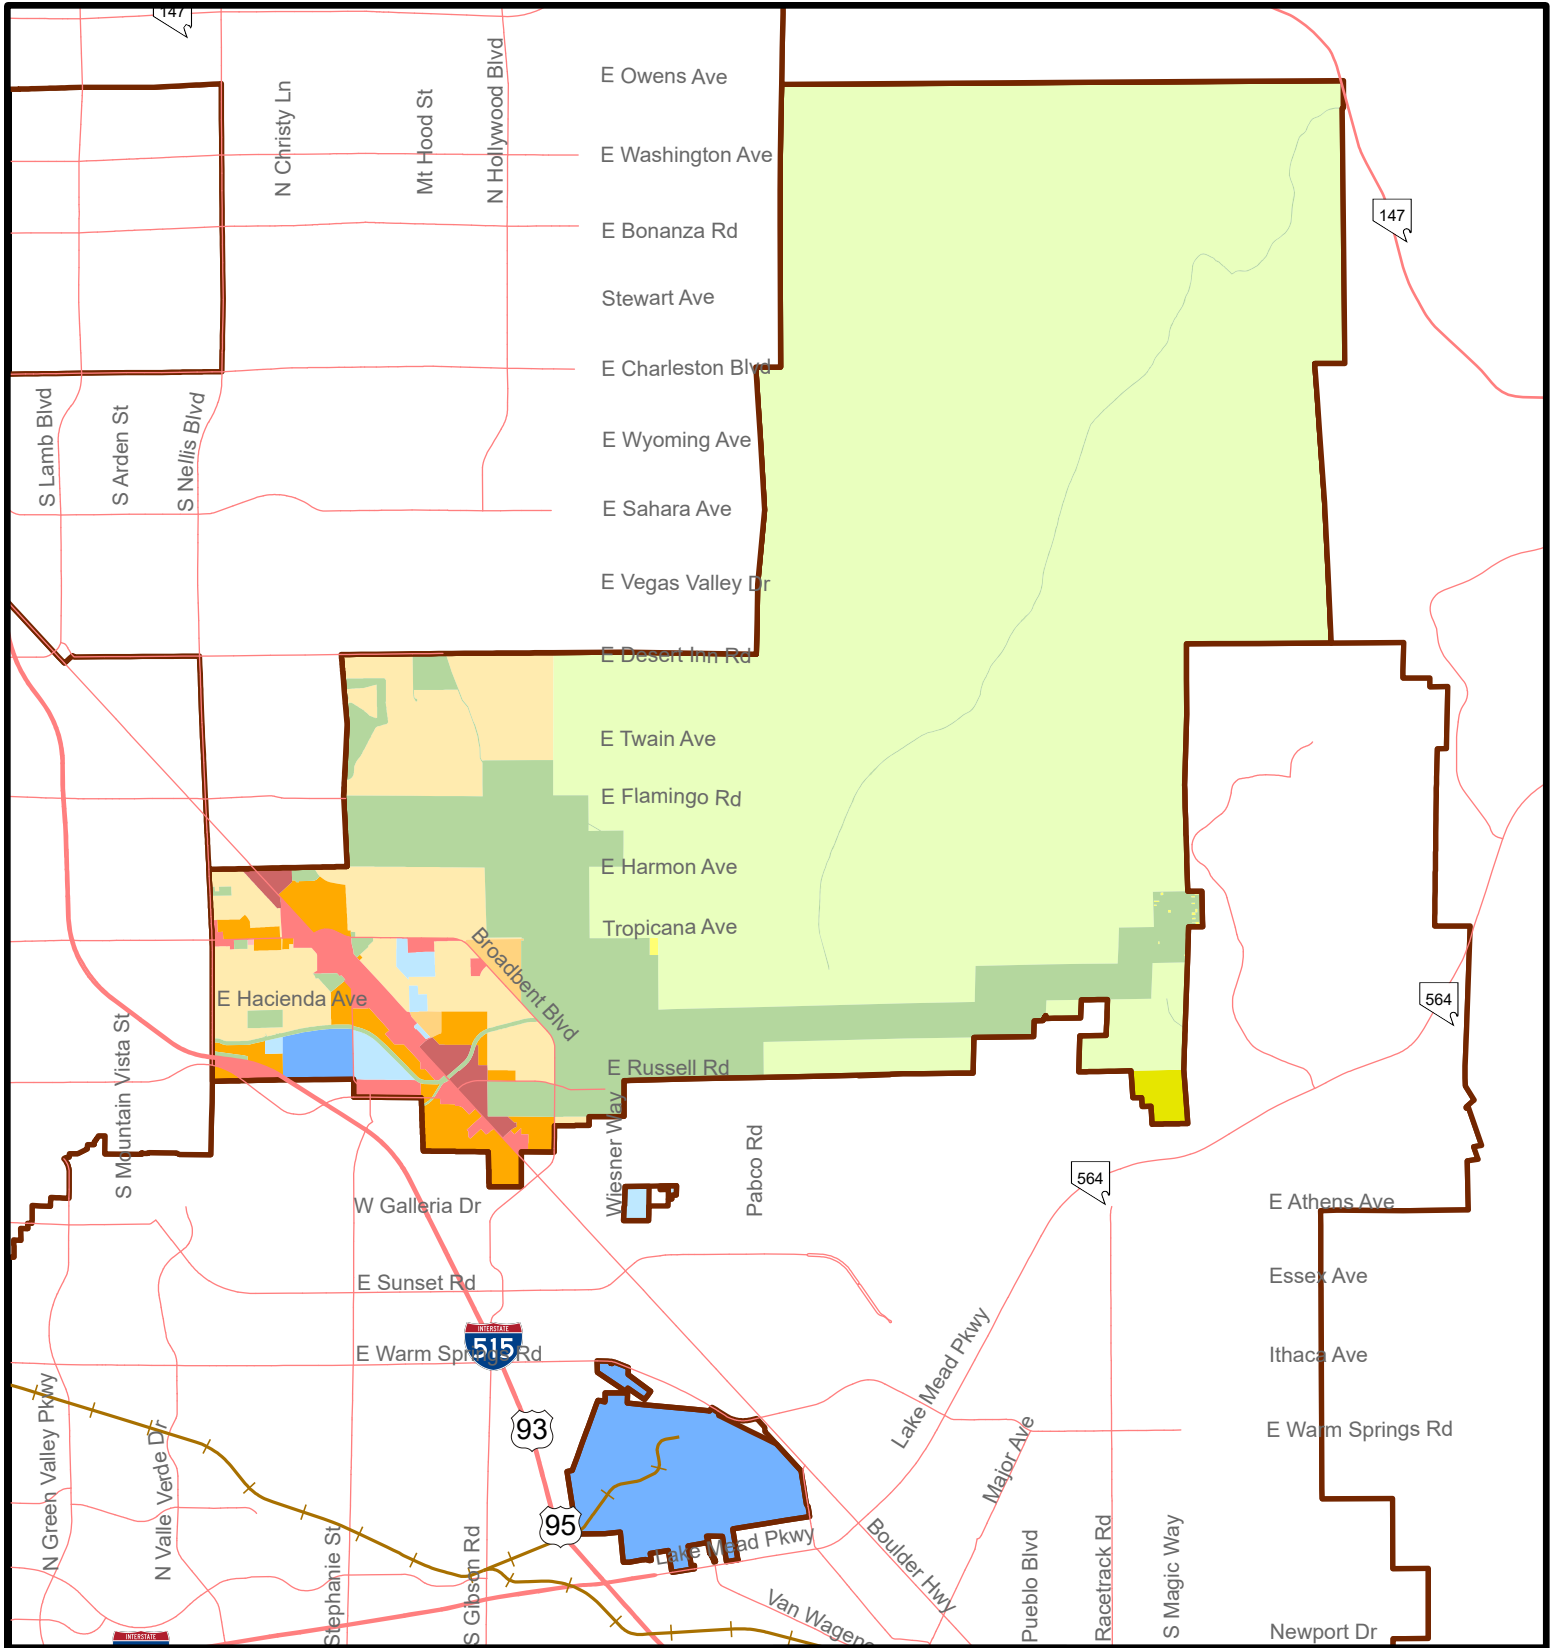 147
E Owens Ave
N Christy Ln
Mt Hood St
N Hollywood Blvd
E Washington Ave
147
E Bonanza Rd
Stewart Ave
E Charleston Blvd
S Lamb Blvd
S Arden St
S Nellis Blvd
E Wyoming Ave
E Sahara Ave
E Vegas Valley Dr
E Desert Inn Rd
E Twain Ave
E Flamingo Rd
E Harmon Ave
Tropicana Ave
Broadbent Blvd
E Hacienda Ave
564
S Mountain Vista St
E Russell Rd
Wiesner Way
Pabco Rd
564
W Galleria Dr
E Athens Ave
E Sunset Rd
Essex Ave
INTERSTATE
515
E Warm Springs Rd
Ithaca Ave
Lake Mead Pkwy
N Green Valley Pkwy
N Valle Verde Dr
93
Major Ave
E Warm Springs Rd
95
Stephanie St
S Gibson Rd
Lake Mead Pkwy
Boulder Hwy
Pueblo Blvd
Racetrack Rd
S Magic Way
Van Wagene
Newport Dr
INTERSTATE